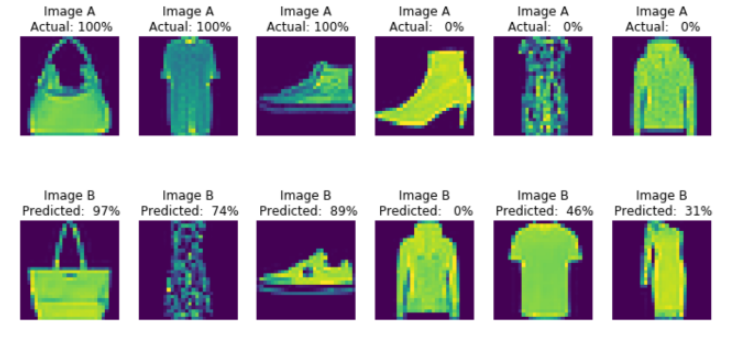 Image A Image A Image A Image A Image A Image A
Actual: 100% Actual: 100% Actual: 100% Actual: 0% Actual: 0% Actual: 0%
Image B Image B Image B Image B Image B Image B
Predicted: 97% Predicted: 74% Predicted: 89% Predicted: 0% Predicted: 46% Predicted: 31%